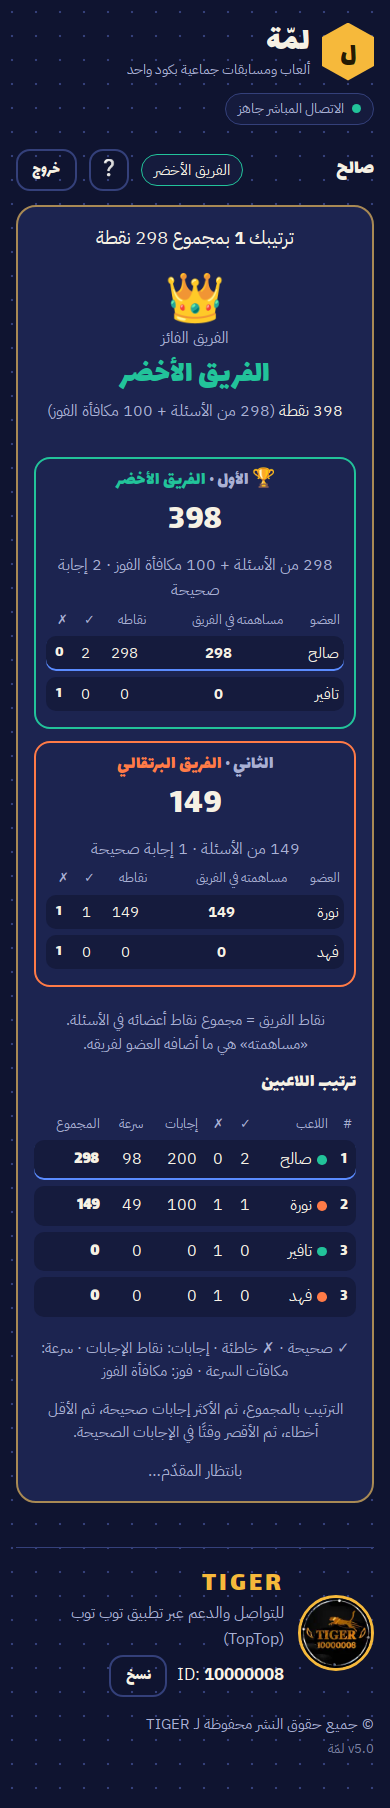 ل
لمّة
ألعاب ومسابقات جماعية بكود واحد
الاتصال المباشر جاهز
صالح
الفريق الأخضر
?
خروج
ترتيبك 1 بمجموع 298 نقطة
الفريق الفائز
الفريق الأخضر
398 نقطة (298 من الأسئلة + 100 مكافأة الفوز)
الأول · الفريق الأخضر
398
298 من الأسئلة + 100 مكافأة الفوز · 2 إجابة
صحيحة
العضو مساهمته في الفريق نقاطه ✓ ✗
صالح 298 298 2 0
تافير 0 0 0 1
الثاني · الفريق البرتقالي
149
149 من الأسئلة · 1 إجابة صحيحة
العضو مساهمته في الفريق نقاطه ✓ ✗
نورة 149 149 1 1
فهد 0 0 0 1
نقاط الفريق = مجموع نقاط أعضائه في الأسئلة.
«مساهمته» هي ما أضافه العضو لفريقه.
ترتيب اللاعبين
# اللاعب ✓ ✗ إجابات سرعة المجموع
1 صالح 2 0 200 98 298
2 نورة 1 1 100 49 149
3 تافير 0 1 0 0 0
3 فهد 0 1 0 0 0
✓ صحيحة · ✗ خاطئة · إجابات: نقاط الإجابات · سرعة:
مكافآت السرعة · فوز: مكافأة الفوز
الترتيب بالمجموع، ثم الأكثر إجابات صحيحة، ثم الأقل
أخطاء، ثم الأقصر وقتًا في الإجابات الصحيحة.
بانتظار المقدّم...
TIGER
10000008
TIGER
للتواصل والدعم عبر تطبيق توب توب
(TopTop)
ID: 10000008
نسخ
© جميع حقوق النشر محفوظة لـ TIGER
لمّة v5.0